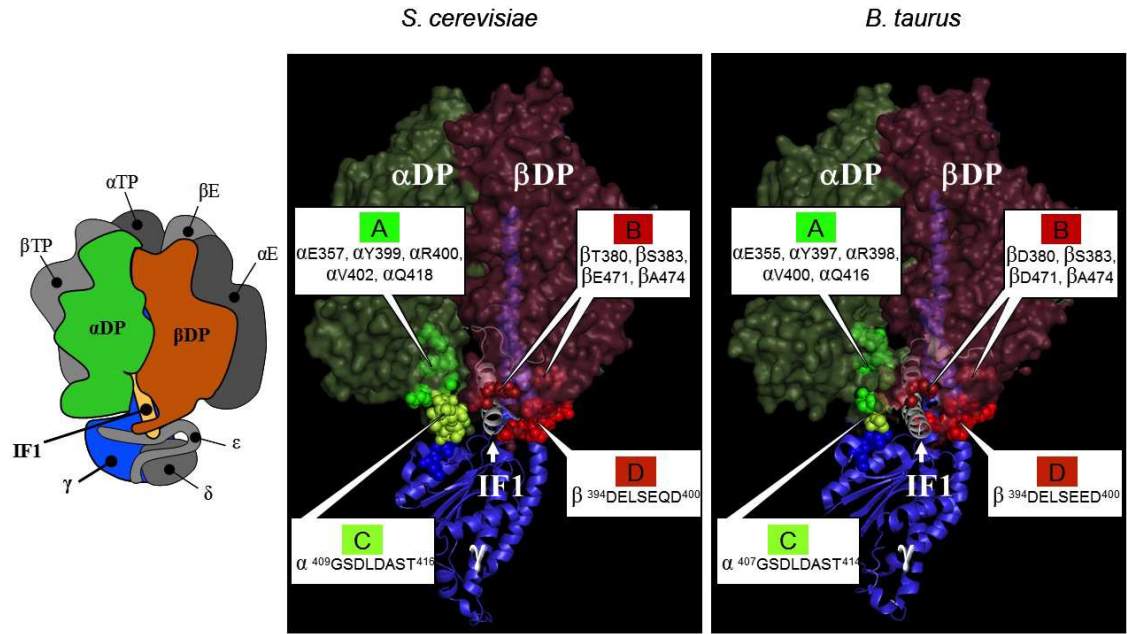 S. cerevisiae
B. taurus
αTP
βE
βTP
αE
αDP
βDP
IF1
γ
ε
δ
αDP
βDP
A
αE357, αY399, αR400,
αV402, αQ418
B
βT380, βS383,
βE471, βA474
IF1
D
β ³⁹⁴DELSEQD⁴⁰⁰
C
α ⁴⁰⁹GSDLDAST⁴¹⁶
γ
αDP
βDP
A
αE355, αY397, αR398,
αV400, αQ416
B
βD380, βS383,
βD471, βA474
IF1
D
β ³⁹⁴DELSEED⁴⁰⁰
C
α ⁴⁰⁷GSDLDAST⁴¹⁴
γ